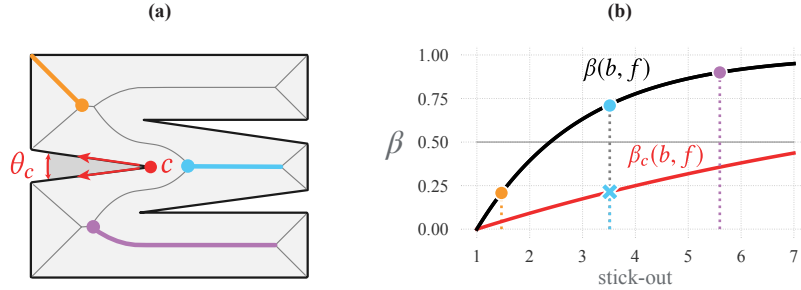 (a)
θc
c
(b)
β
1.00
0.75
0.50
0.25
0.00
β(b, f)
βc(b, f)
1 2 3 4 5 6 7
stick-out